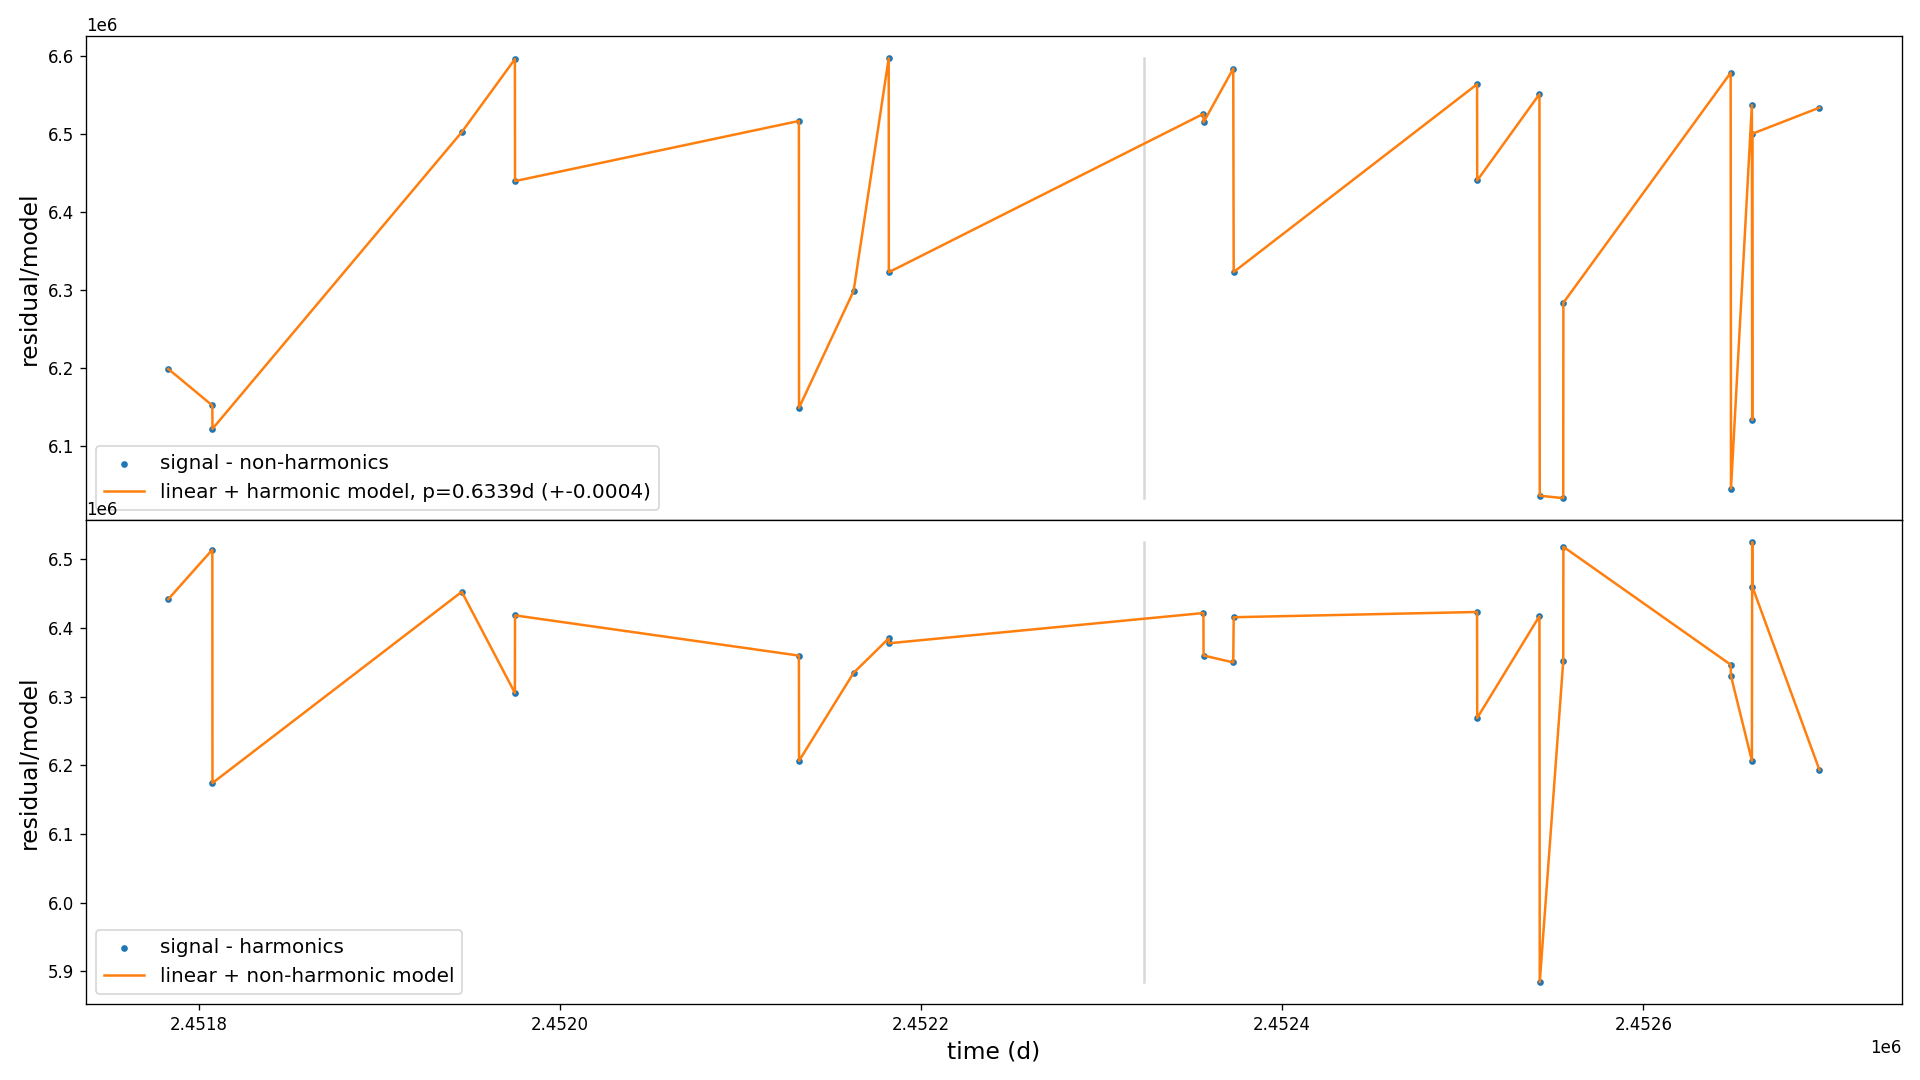 1e6
6.6
6.5
6.4
6.3
6.2
6.1
residual/model
signal - non-harmonics
linear + harmonic model, p=0.6339d (+-0.0004)
1e6
6.5
6.4
6.3
6.2
6.1
6.0
5.9
residual/model
signal - harmonics
linear + non-harmonic model
2.4518 2.4520 2.4522 2.4524 2.4526
time (d)
1e6